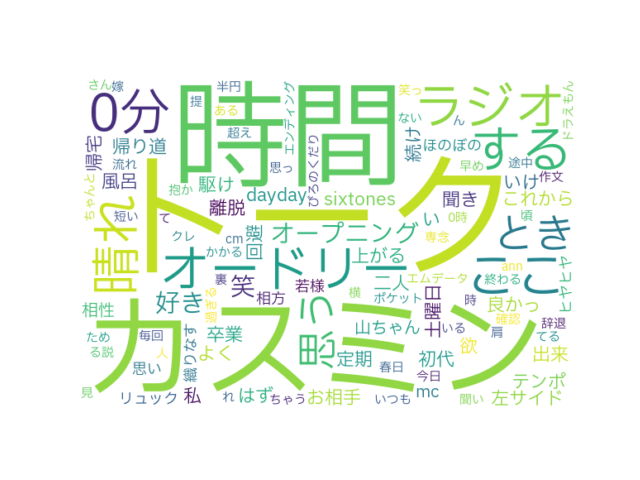 さん
嫁
半円
エンディング
笑っ
ドラえもん
0分
提
時間
ラジオ
ある
ない
ん
帰宅
帰り道
超え
トーク
続け
ほのぼの
する
流れ
思っ
ぴろのくだり
早め
途中
作文
ちゃんと
風呂
抱か
駆け
dayday
sixtones
聞き
いけ
これから
短い
て
離脱
い
0時
頃
晴れ
クレ
cm
回避
オープニング
専念
とき
かかる
上がる
オードリー
裏
若様
横
二人
エムデータ
ann
終わる
ここ
ヒヤヒヤ
好き
過ぎる
笑
相方
ポケット
土曜日
時
良かっ
相性
カスミン
思う
山ちゃん
いる
確認
辞退
ため
毎回
織りなす
卒業
肩
てる
る説
思い
人
よく
定期
春日
初代
欲
出来
今日
テンポ
見
リュック
私
れ
はず
ちゃう
お相手
いつも
mc
聞い
左サイド